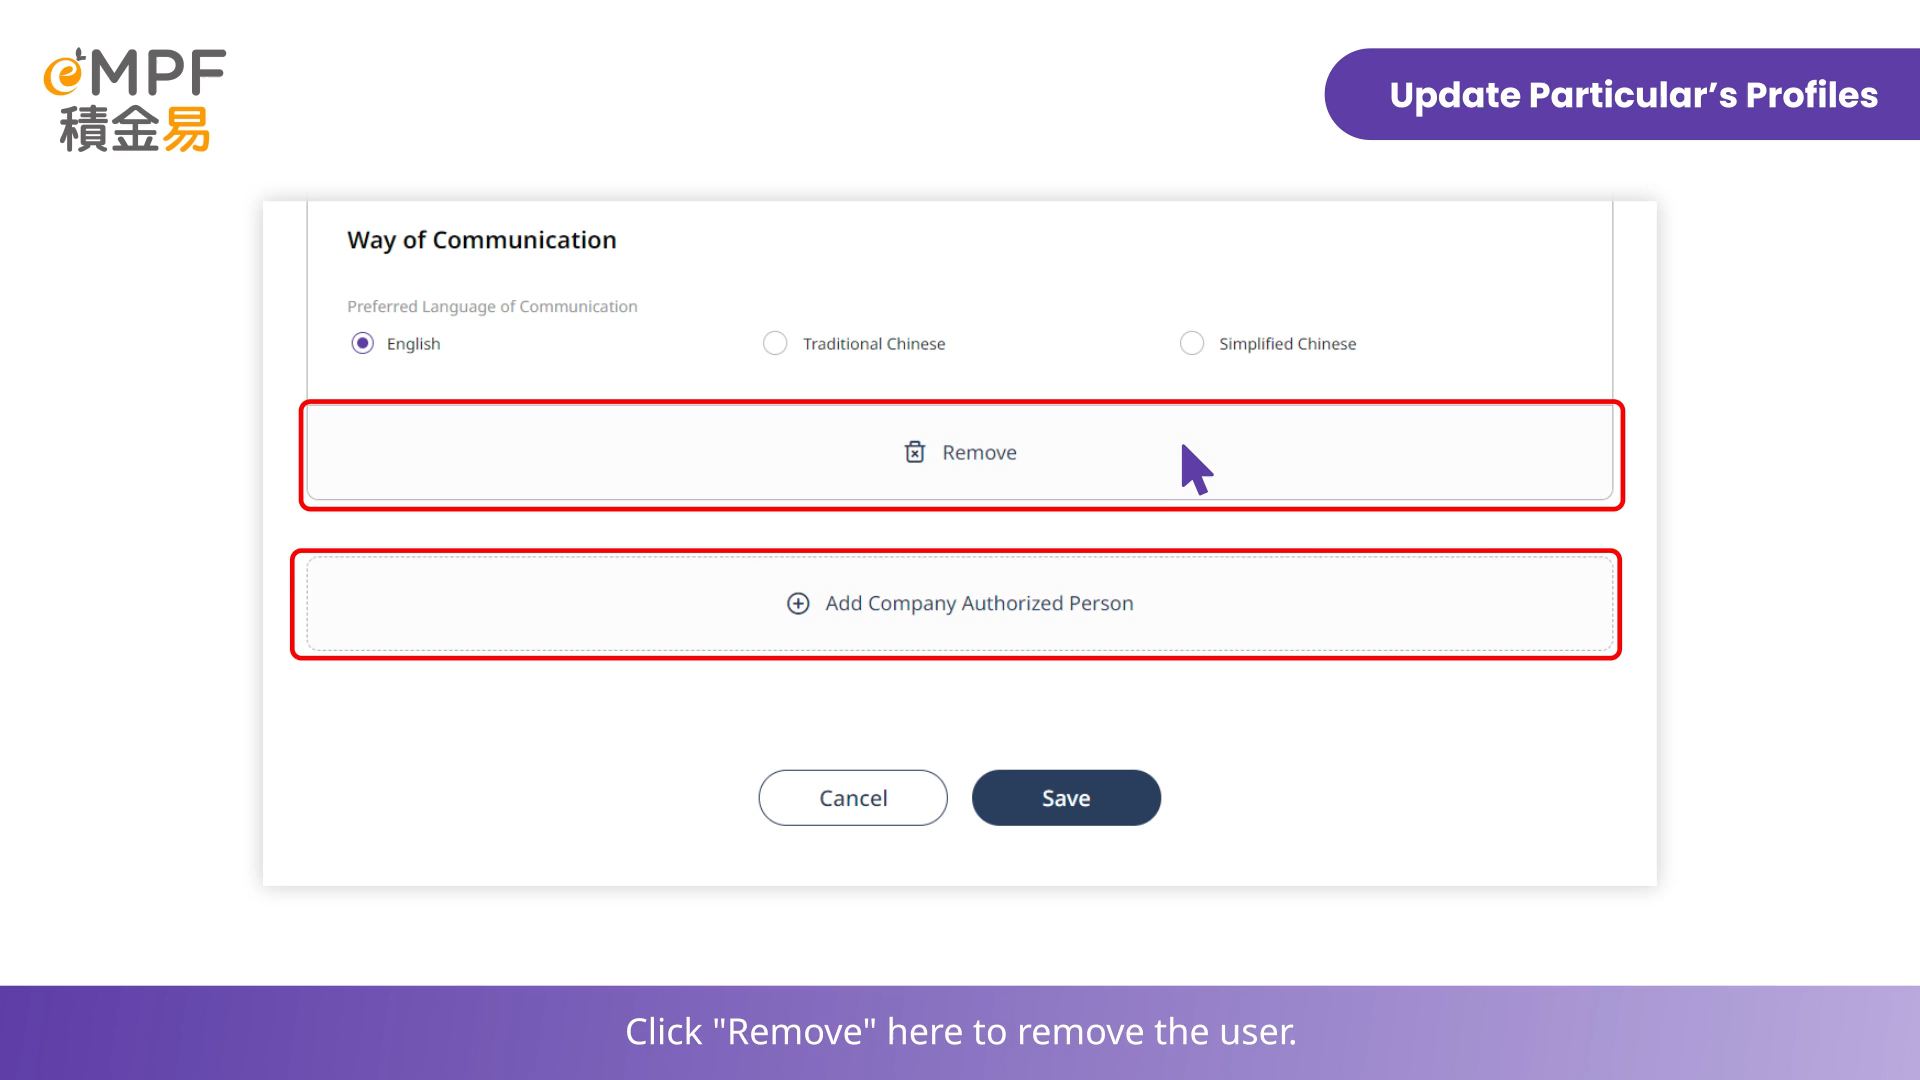 eMPF
積金易
Update Particular’s Profiles
Way of Communication
Preferred Language of Communication
English
Traditional Chinese
Simplified Chinese
Remove
Add Company Authorized Person
Cancel
Save
Click "Remove" here to remove the user.